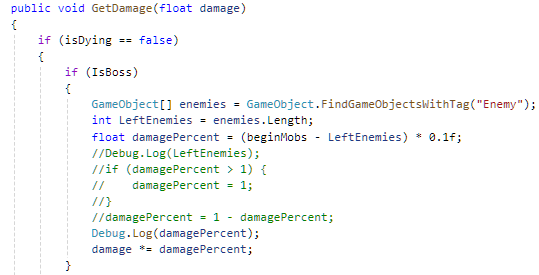 public void GetDamage(float damage)
{
if (isDying == false)
{
if (IsBoss)
{
GameObject[] enemies = GameObject.FindGameObjectsWithTag("Enemy");
int LeftEnemies = enemies.Length;
float damagePercent = (beginMobs - LeftEnemies) * 0.1f;
//Debug.Log(LeftEnemies);
//if (damagePercent > 1) {
//    damagePercent = 1;
//}
//damagePercent = 1 - damagePercent;
Debug.Log(damagePercent);
damage *= damagePercent;
}